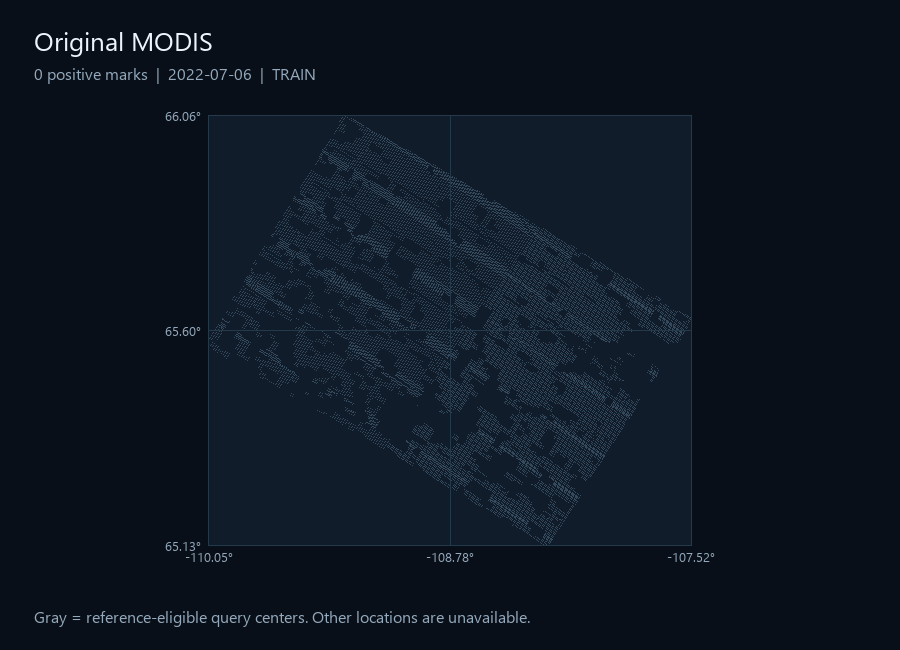 Original MODIS
0 positive marks | 2022-07-06 | TRAIN
66.06°
65.60°
65.13°
-110.05°
-108.78°
-107.52°
Gray = reference-eligible query centers. Other locations are unavailable.